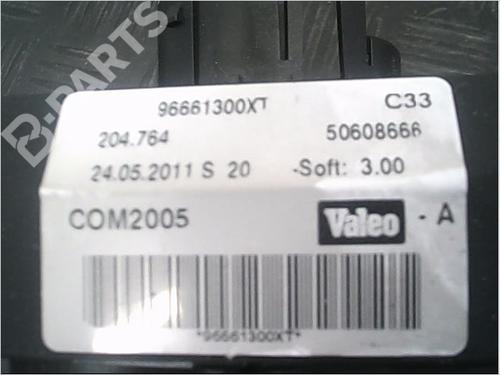 B-PARTS
96661300XT C33
204.764 50608666
24.05.2011 S 20 -Soft: 3.00
COM2005 Valeo - A
*96661300XT*